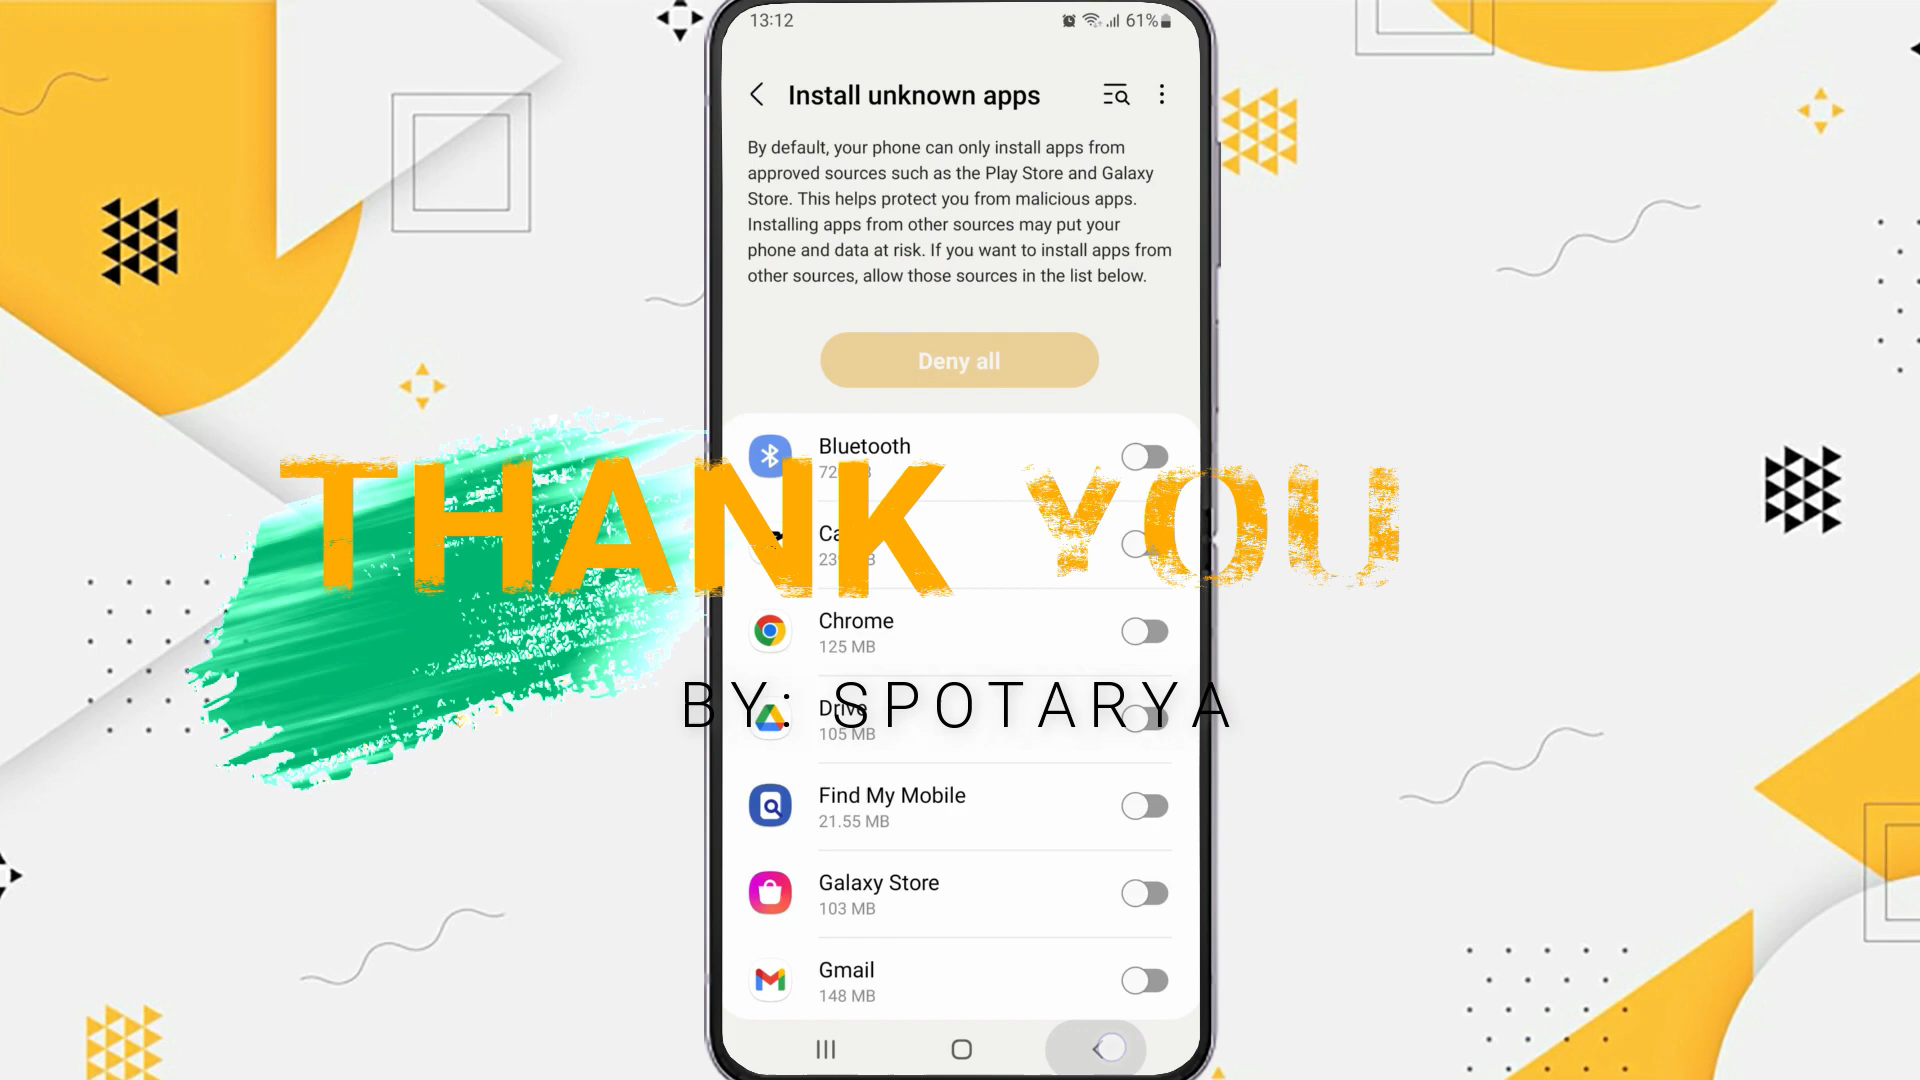 13:12
61%
Install unknown apps
By default, your phone can only install apps from
approved sources such as the Play Store and Galaxy
Store. This helps protect you from malicious apps.
Installing apps from other sources may put your
phone and data at risk. If you want to install apps from
other sources, allow those sources in the list below.
Deny all
Bluetooth
THANK YOU
Chrome
125 MB
Drive
BY: SPOTARYA
105 MB
Find My Mobile
21.55 MB
Galaxy Store
103 MB
Gmail
148 MB